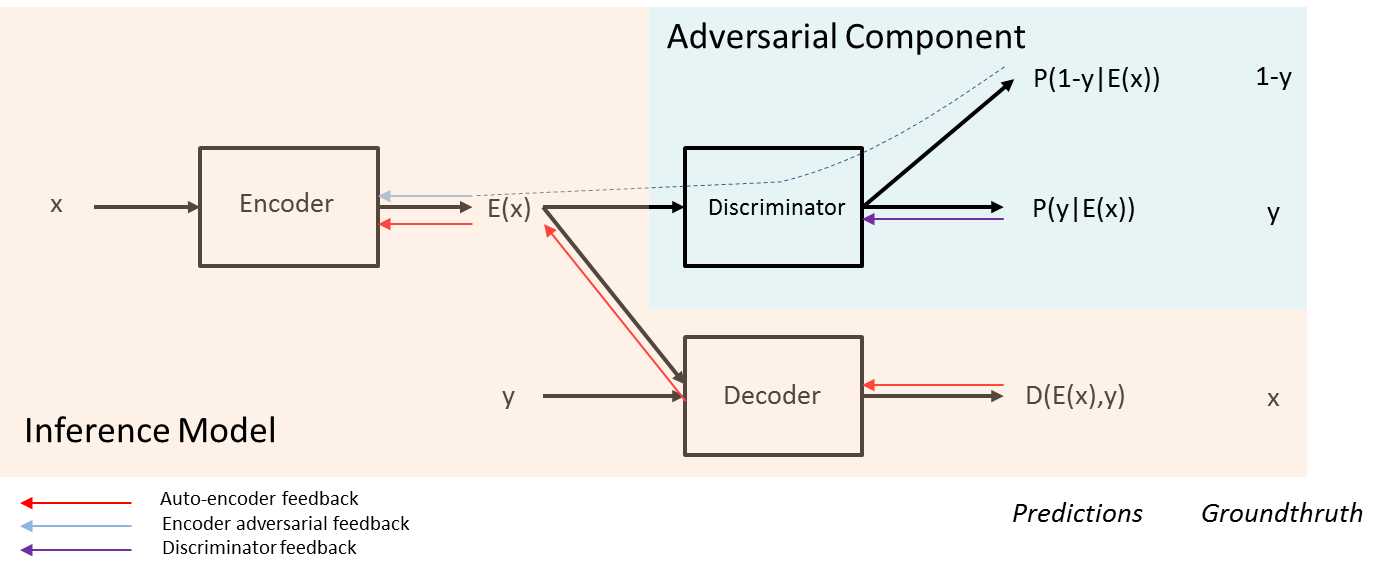 Adversarial Component
P(1-y|E(x)) 1-y
x Encoder E(x) Discriminator P(y|E(x)) y
y Decoder D(E(x),y) x
Inference Model
Auto-encoder feedback
Encoder adversarial feedback
Discriminator feedback
Predictions Groundthruth